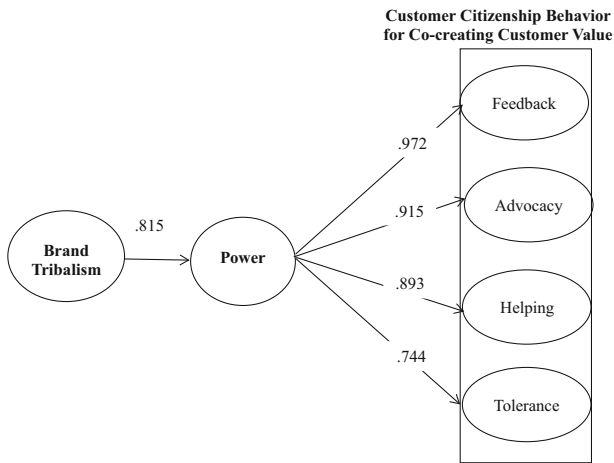 Customer Citizenship Behavior
for Co-creating Customer Value
Feedback
.972
.915
Advocacy
.815
Brand
Tribalism
Power
.893
Helping
.744
Tolerance